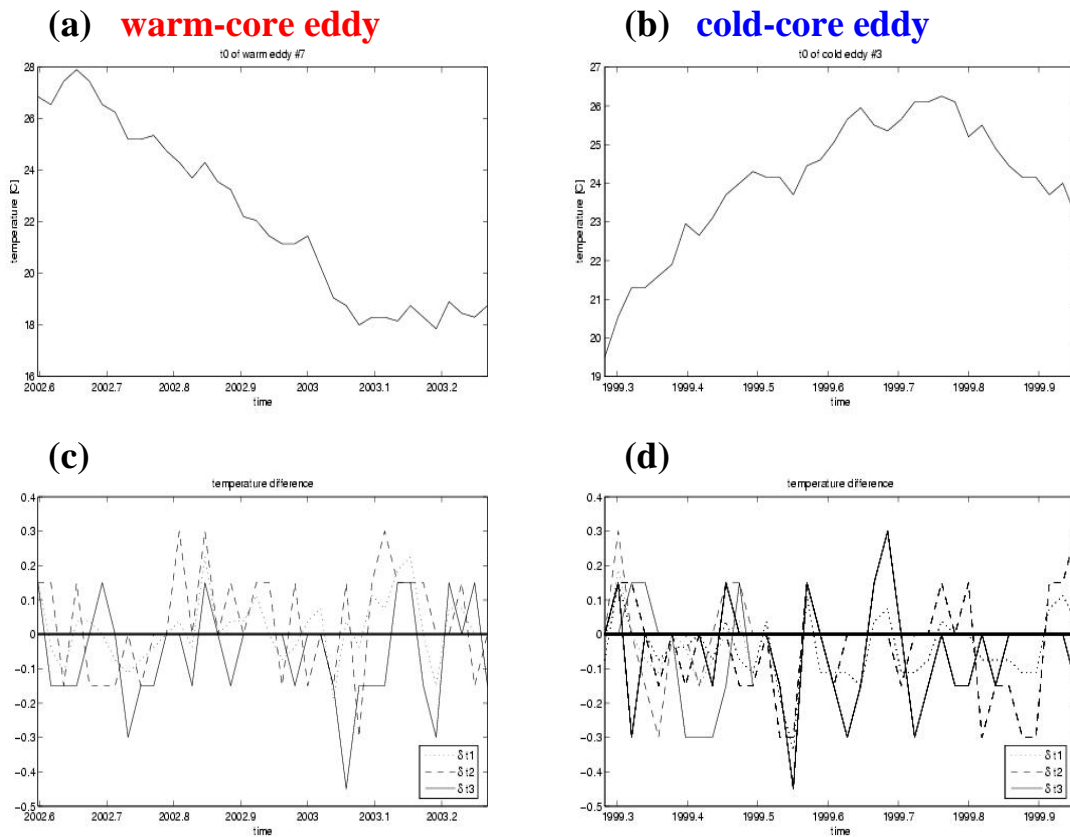 (a) warm-core eddy
t0 of warm eddy #7
28
26
24
22
20
18
16
temperature [C]
2002.6 2002.7 2002.8 2002.9 2003 2003.1 2003.2
time
(b) cold-core eddy
t0 of cold eddy #3
27
26
25
24
23
22
21
20
19
temperature [C]
1999.3 1999.4 1999.5 1999.6 1999.7 1999.8 1999.9
time
(c)
temperature difference
0.4
0.3
0.2
0.1
0
-0.1
-0.2
-0.3
-0.4
-0.5
δ t1
δ t2
δ t3
2002.6 2002.7 2002.8 2002.9 2003 2003.1 2003.2
time
(d)
temperature difference
0.4
0.3
0.2
0.1
0
-0.1
-0.2
-0.3
-0.4
-0.5
δ t1
δ t2
δ t3
1999.3 1999.4 1999.5 1999.6 1999.7 1999.8 1999.9
time